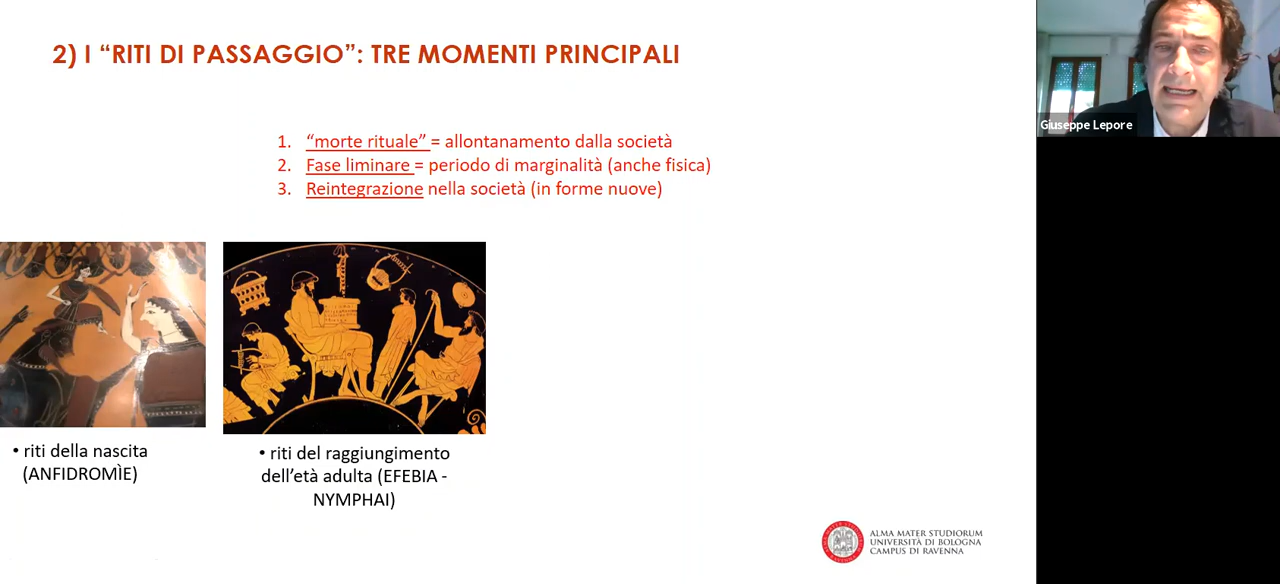 2) I “RITI DI PASSAGGIO”: TRE MOMENTI PRINCIPALI
Giuseppe Lepore
1. “morte rituale” = allontanamento dalla società
2. Fase liminare = periodo di marginalità (anche fisica)
3. Reintegrazione nella società (in forme nuove)
• riti della nascita
(ANFIDROMÌE)
• riti del raggiungimento
dell’età adulta (EFEBIA -
NYMPHAI)
ALMA MATER STUDIORUM
UNIVERSITÀ DI BOLOGNA
CAMPUS DI RAVENNA